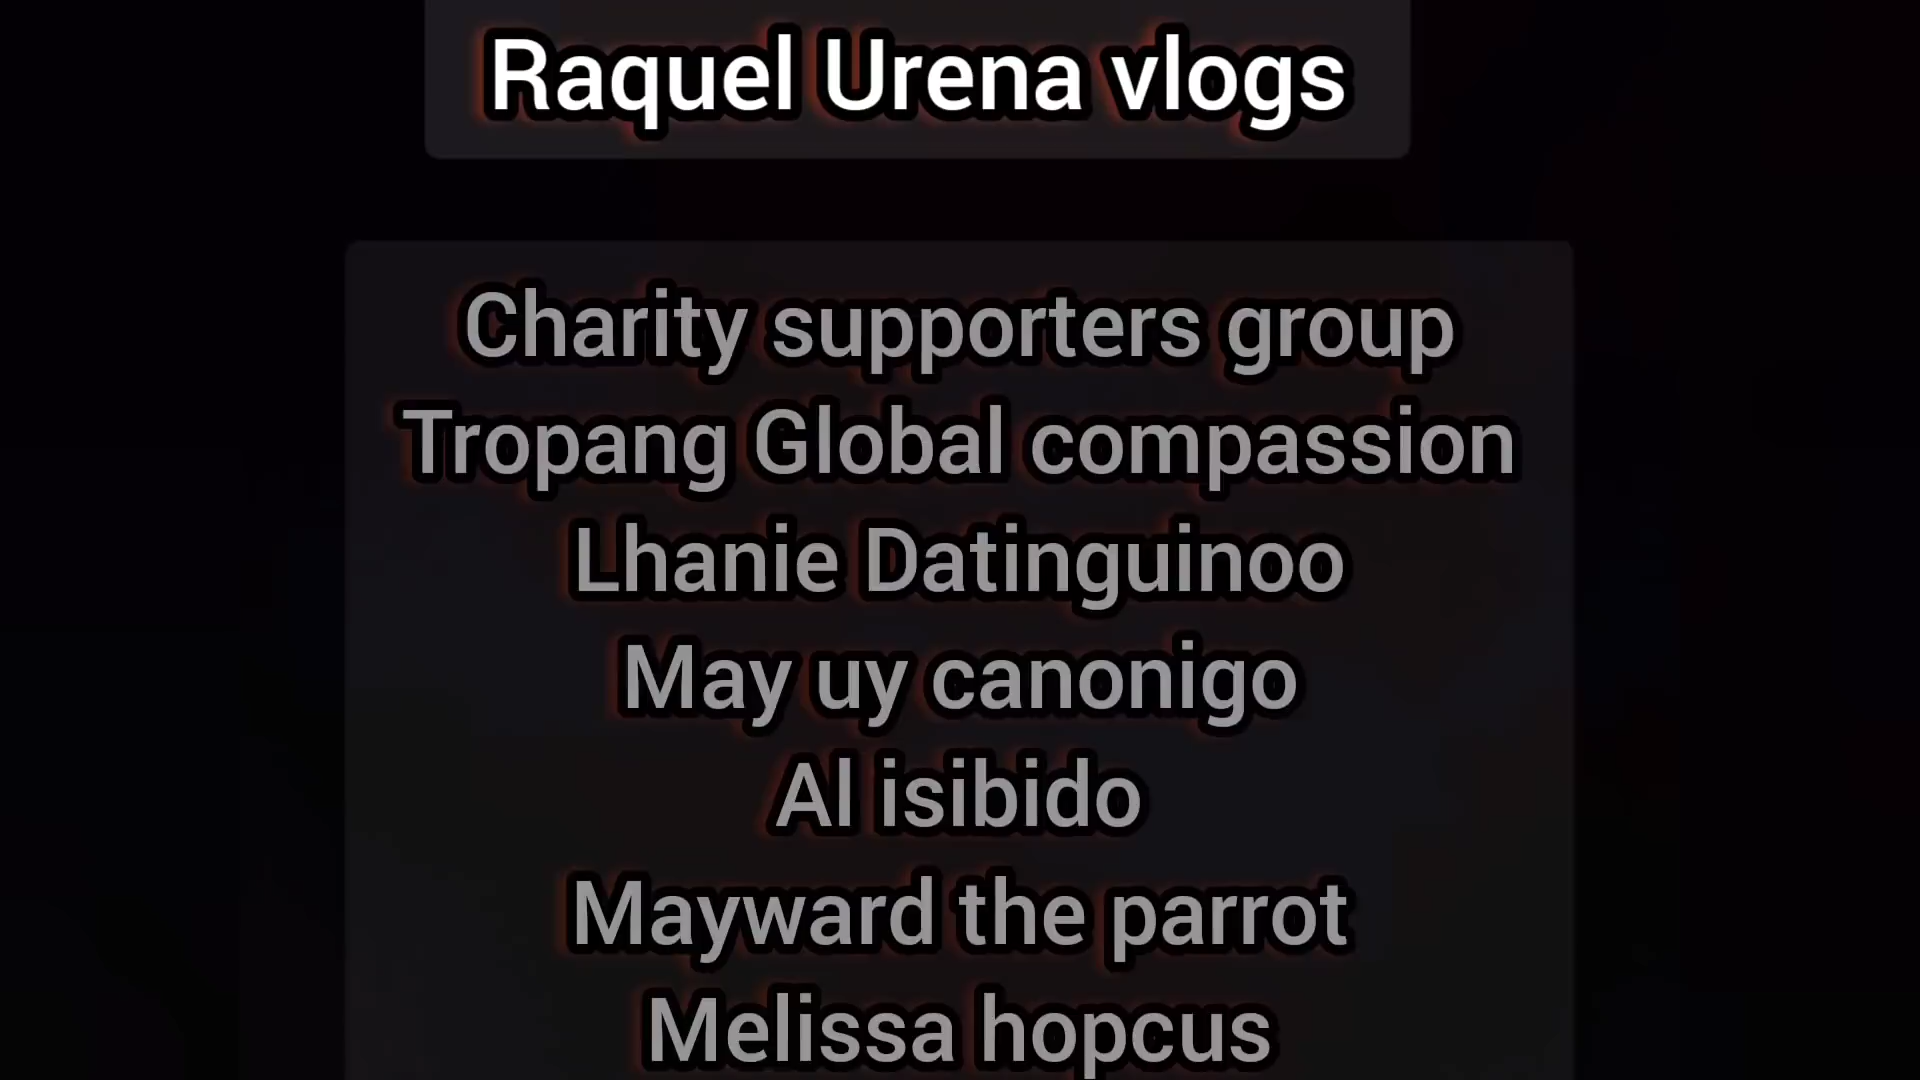 Raquel Urena vlogs
Charity supporters group
Tropang Global compassion
Lhanie Datinguinoo
May uy canonigo
Al isibido
Mayward the parrot
Melissa hopcus